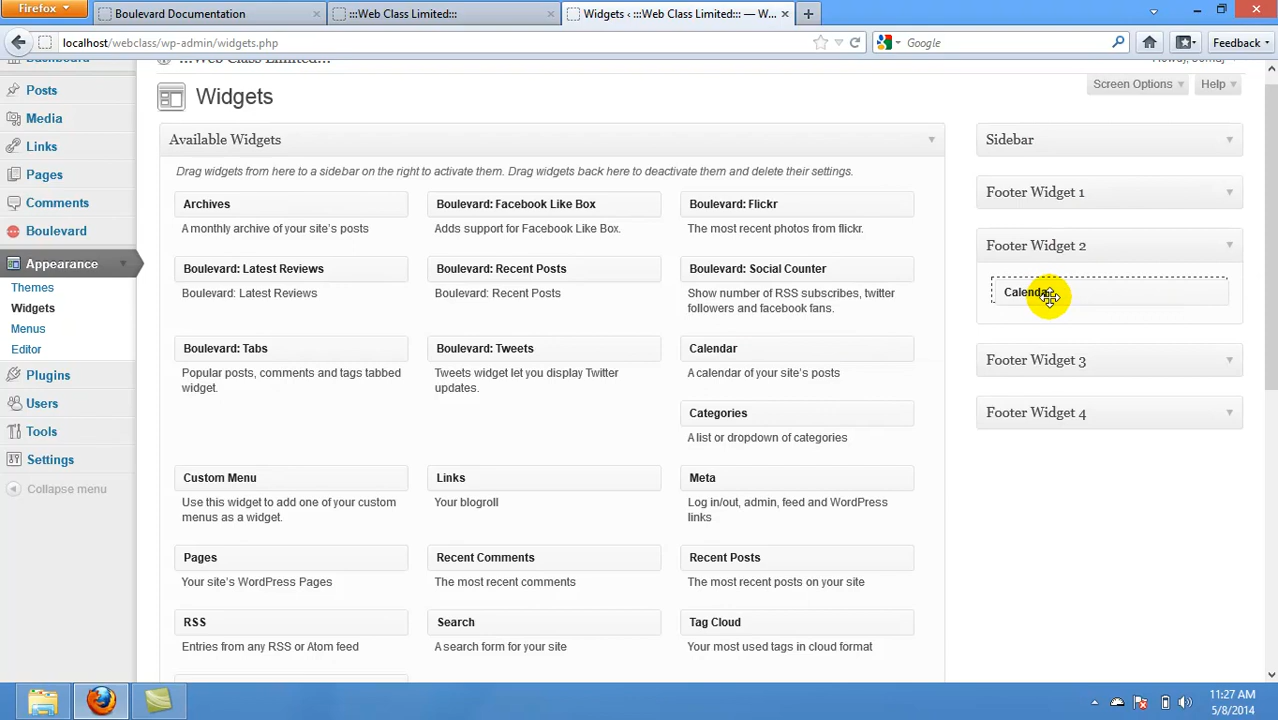 Firefox
Boulevard Documentation
:::Web Class Limited:::
Widgets ‹ :::Web Class Limited::: — W...
localhost/webclass/wp-admin/widgets.php
Google
Feedback
Dashboard
:::Web Class Limited:::
Posts
Media
Links
Pages
Comments
Boulevard
Appearance
Themes
Widgets
Menus
Editor
Plugins
Users
Tools
Settings
Collapse menu
Screen Options
Help
Widgets
Available Widgets
Drag widgets from here to a sidebar on the right to activate them. Drag widgets back here to deactivate them and delete their settings.
Archives
A monthly archive of your site's posts
Boulevard: Facebook Like Box
Adds support for Facebook Like Box.
Boulevard: Flickr
The most recent photos from flickr.
Boulevard: Latest Reviews
Boulevard: Latest Reviews
Boulevard: Recent Posts
Boulevard: Recent Posts
Boulevard: Social Counter
Show number of RSS subscribes, twitter
followers and facebook fans.
Boulevard: Tabs
Popular posts, comments and tags tabbed
widget.
Boulevard: Tweets
Tweets widget let you display Twitter
updates.
Calendar
A calendar of your site's posts
Categories
A list or dropdown of categories
Custom Menu
Use this widget to add one of your custom
menus as a widget.
Links
Your blogroll
Meta
Log in/out, admin, feed and WordPress
links
Pages
Your site's WordPress Pages
Recent Comments
The most recent comments
Recent Posts
The most recent posts on your site
RSS
Entries from any RSS or Atom feed
Search
A search form for your site
Tag Cloud
Your most used tags in cloud format
Sidebar
Footer Widget 1
Footer Widget 2
Calendar
Footer Widget 3
Footer Widget 4
11:27 AM
5/8/2014